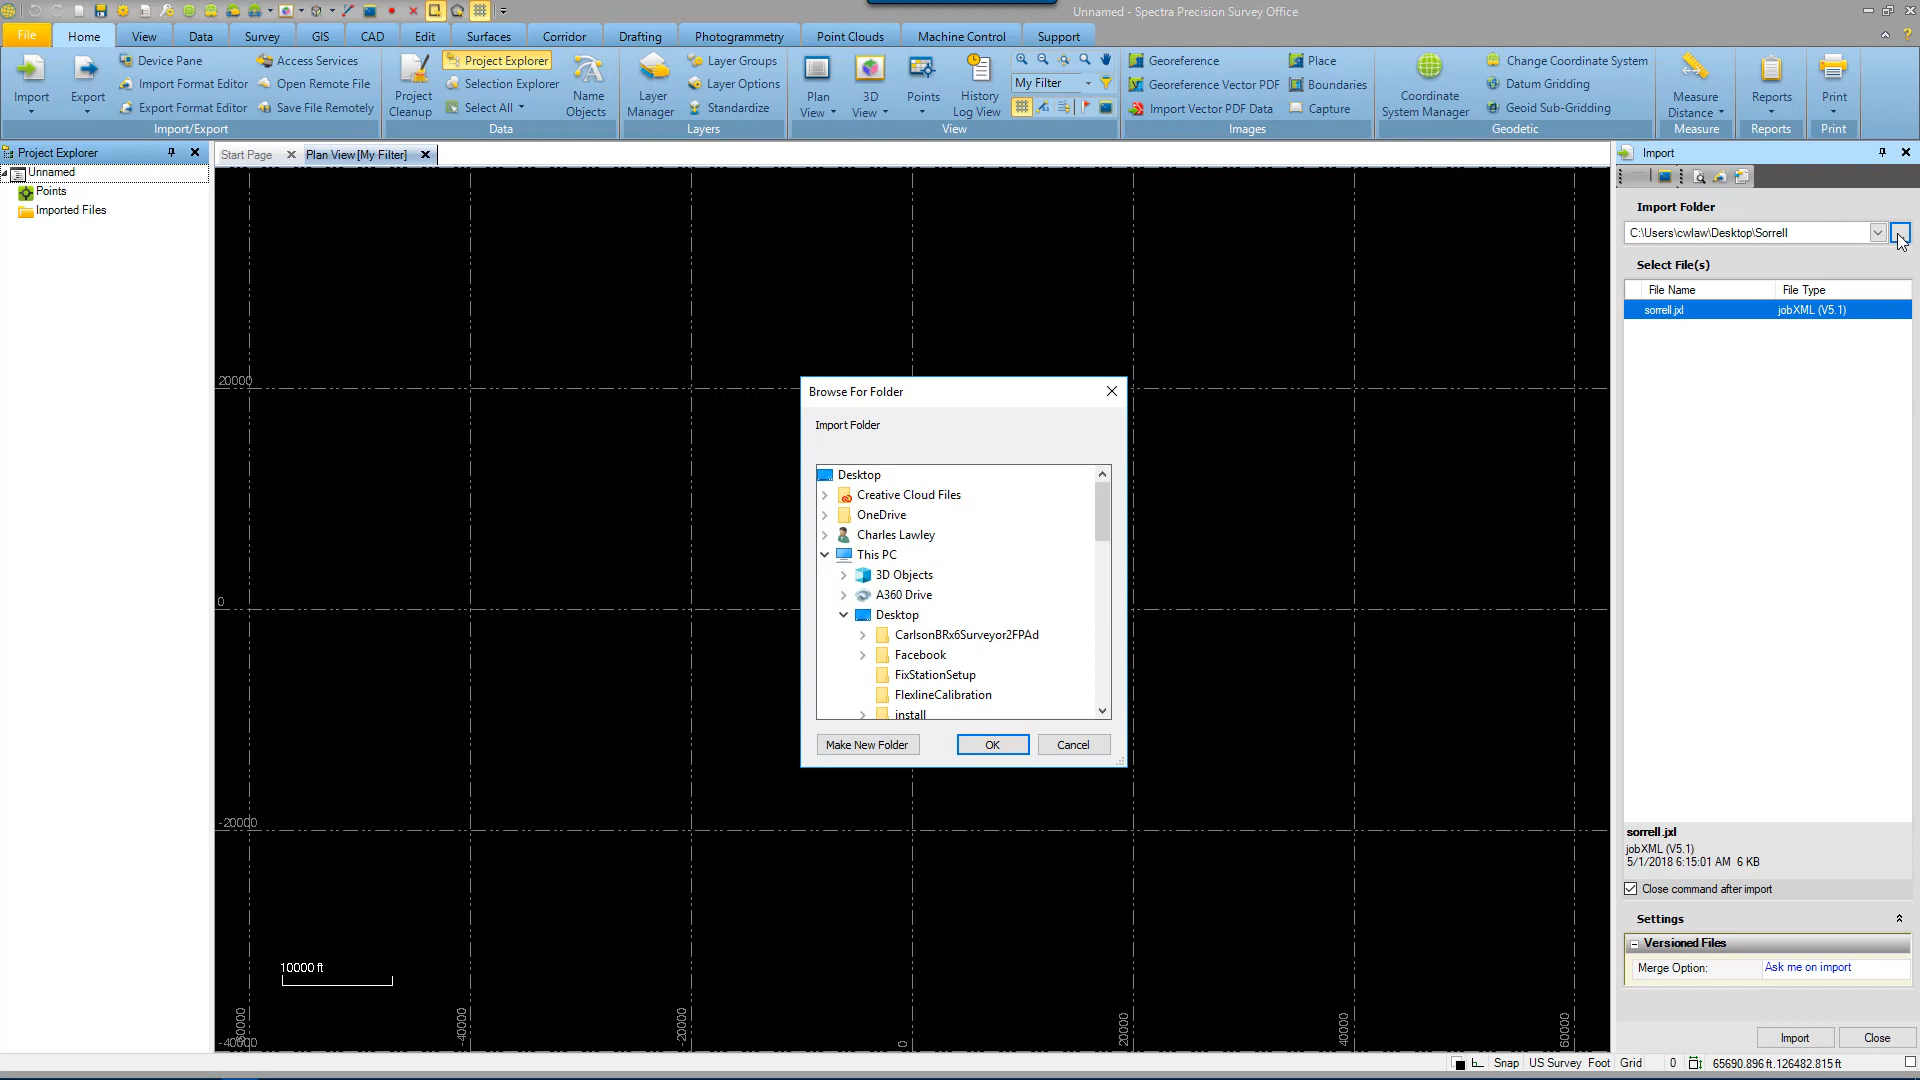 Unnamed - Spectra Precision Survey Office
File Home View Data Survey GIS CAD Edit Surfaces Corridor Drafting Photogrammetry Point Clouds Machine Control Support
Import
Export
Device Pane
Import Format Editor
Export Format Editor
Access Services
Open Remote File
Save File Remotely
Import/Export
Project Cleanup
Project Explorer
Selection Explorer
Select All
Name Objects
Data
Layer Manager
Layer Groups
Layer Options
Standardize
Layers
Plan View
3D View
Points
History Log View
My Filter
View
Georeference
Georeference Vector PDF
Import Vector PDF Data
Place
Boundaries
Capture
Images
Coordinate System Manager
Change Coordinate System
Datum Gridding
Geoid Sub-Gridding
Geodetic
Measure Distance
Measure
Reports
Reports
Print
Print
Project Explorer
Unnamed
Points
Imported Files
Start Page
Plan View [My Filter]
20000
0
-20000
-40000
10000 ft
-40000
-20000
0
20000
40000
60000
Browse For Folder
Import Folder
Desktop
Creative Cloud Files
OneDrive
Charles Lawley
This PC
3D Objects
A360 Drive
Desktop
CarlsonBRx6Surveyor2FPAd
Facebook
FixStationSetup
FlexlineCalibration
install
Make New Folder
OK
Cancel
Import
Import Folder
C:\Users\cwlaw\Desktop\Sorrell
Select File(s)
File Name File Type
sorrell.jxl jobXML (V5.1)
sorrell.jxl
jobXML (V5.1)
5/1/2018 6:15:01 AM 6 KB
Close command after import
Settings
Versioned Files
Merge Option: Ask me on import
Import
Close
Snap US Survey Foot Grid 0 65690.896 ft,126482.815 ft